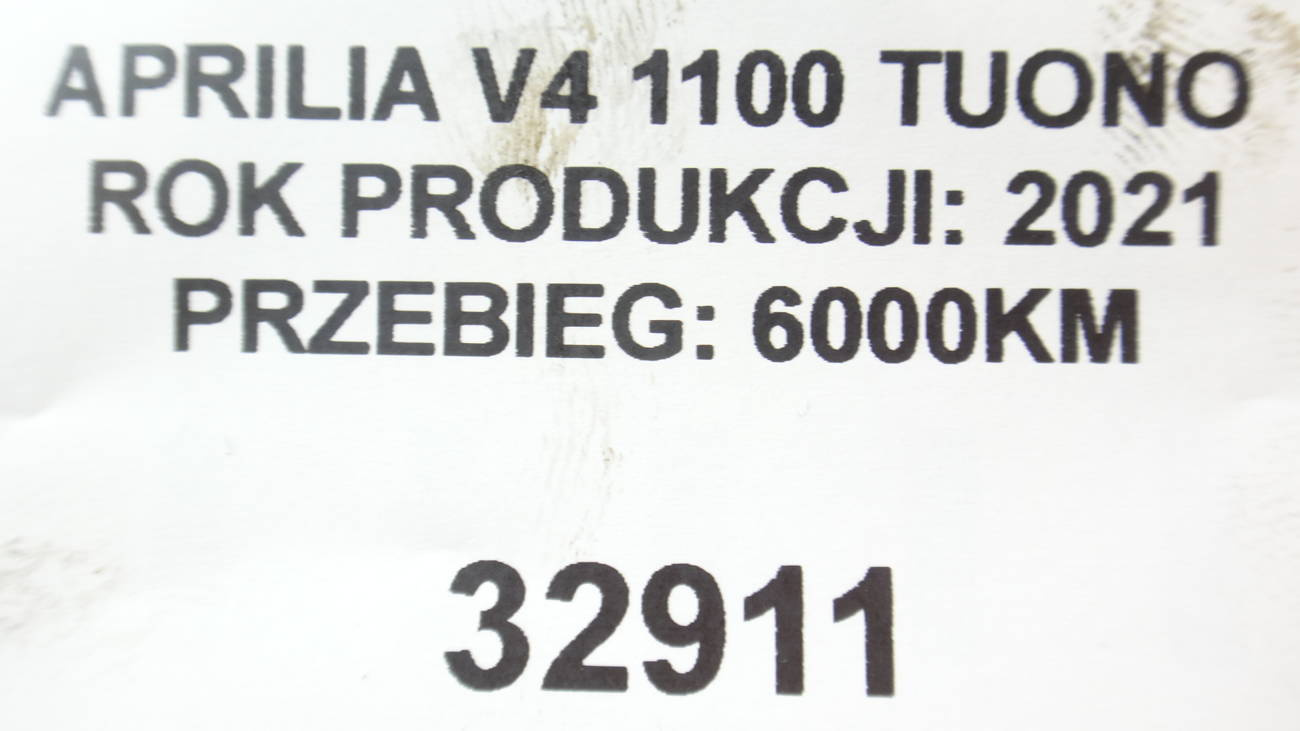 APRILIA V4 1100 TUONO
ROK PRODUKCJI: 2021
PRZEBIEG: 6000KM
32911